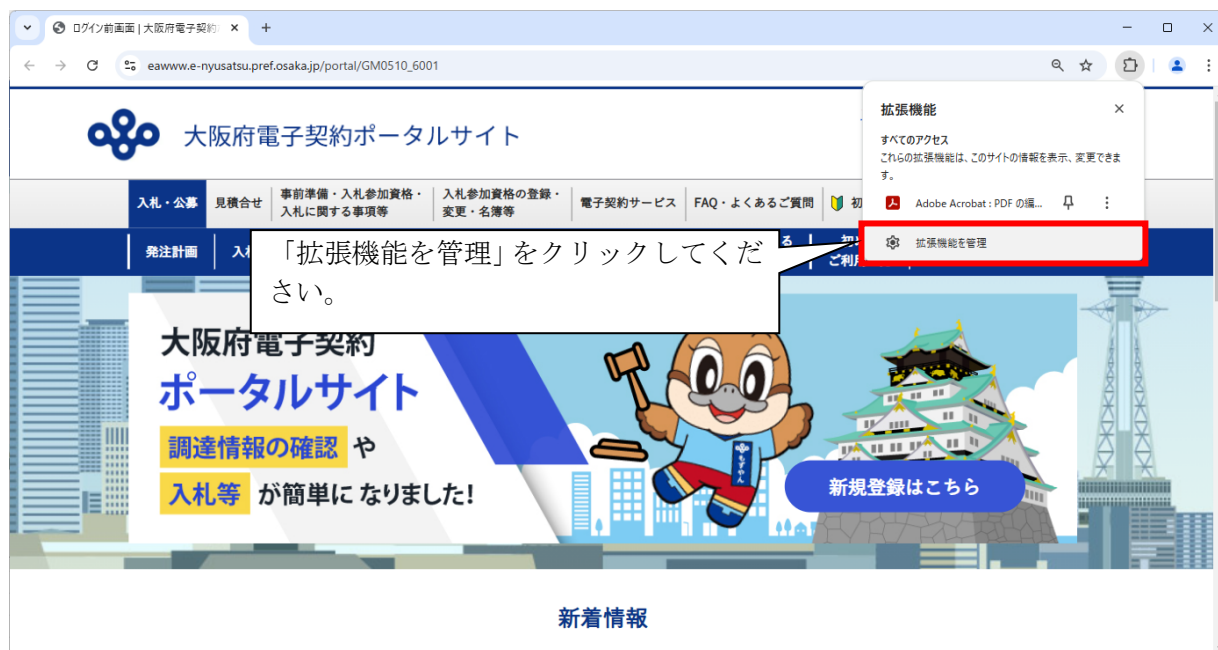 ログイン前画面 | 大阪府電子契約
eawww.e-nyusatsu.pref.osaka.jp/portal/GM0510_6001
大阪府電子契約ポータルサイト
拡張機能
すべてのアクセス
これらの拡張機能は、このサイトの情報を表示、変更できま
す。
Adobe Acrobat : PDF の編...
拡張機能を管理
入札・公募
見積合せ
事前準備・入札参加資格・
入札に関する事項等
入札参加資格の登録・
変更・名簿等
電子契約サービス
FAQ・よくあるご質問
初
発注計画
入
る
初
ご利
「拡張機能を管理」をクリックしてくだ
さい。
大阪府電子契約
ポータルサイト
調達情報の確認 や
入札等 が簡単に なりました!
もずやん
新規登録はこちら
新着情報